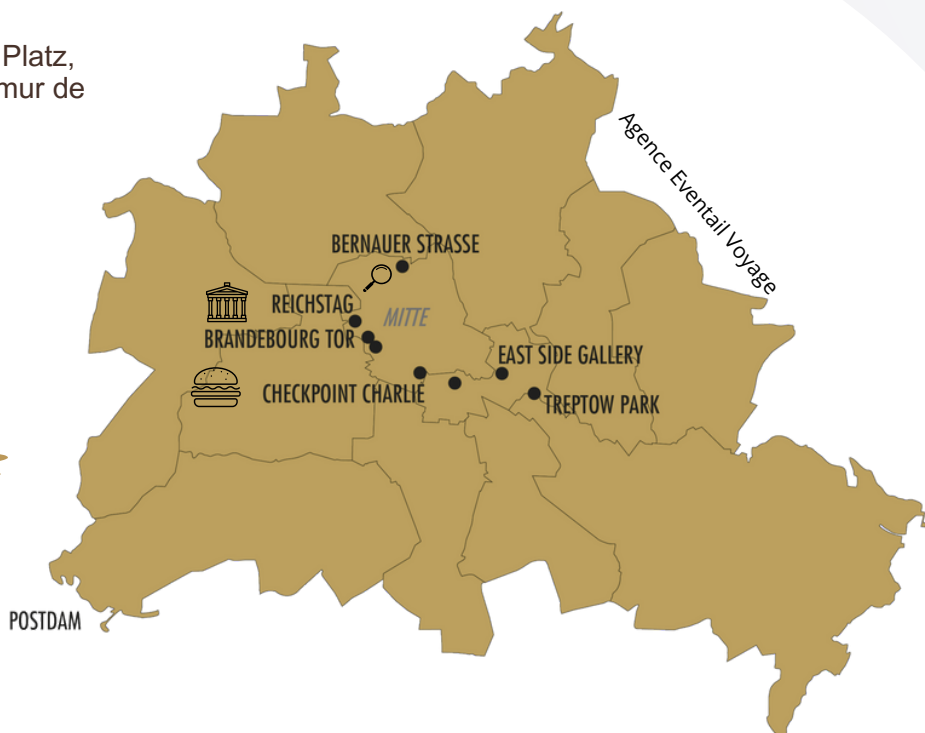 Platz,
mur de
Agence Eventail Voyage
BERNAUER STRASSE
REICHSTAG
MITTE
BRANDEBOURG TOR
EAST SIDE GALLERY
CHECKPOINT CHARLIE
TREPTOW PARK
POSTDAM